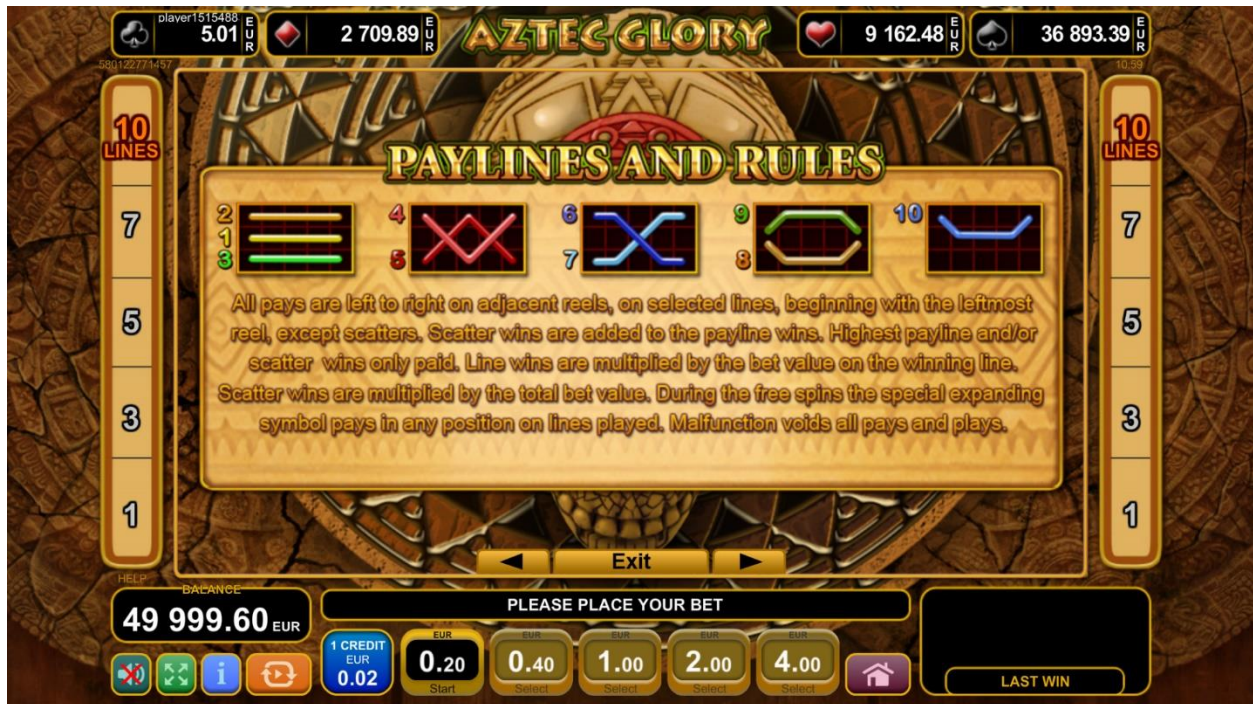 player1515488
5.01 EUR
2 709.89 EUR
AZTEC GLORY
9 162.48 EUR
36 893.39 EUR
580122771457
10:59
10 LINES
7
5
3
1
10 LINES
7
5
3
1
PAYLINES AND RULES
2
1
3
4
5
6
7
9
8
10
All pays are left to right on adjacent reels, on selected lines, beginning with the leftmost
reel, except scatters. Scatter wins are added to the payline wins. Highest payline and/or
scatter wins only paid. Line wins are multiplied by the bet value on the winning line.
Scatter wins are multiplied by the total bet value. During the free spins the special expanding
symbol pays in any position on lines played. Malfunction voids all pays and plays.
Exit
HELP
BALANCE
49 999.60 EUR
PLEASE PLACE YOUR BET
1 CREDIT
EUR
0.02
EUR
0.20
Start
EUR
0.40
Select
EUR
1.00
Select
EUR
2.00
Select
EUR
4.00
Select
i
LAST WIN